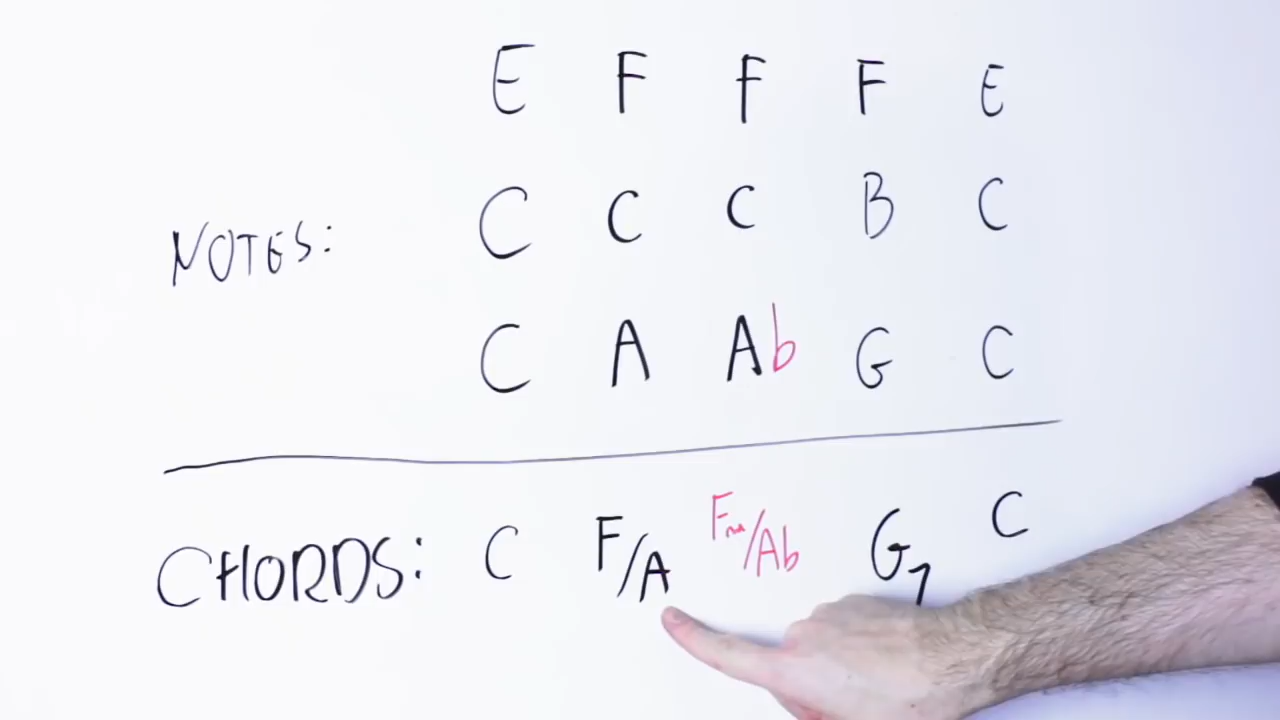 E F F F E
NOTES: C C C B C
C A Ab G C
CHORDS: C F/A Fm/Ab G7 C